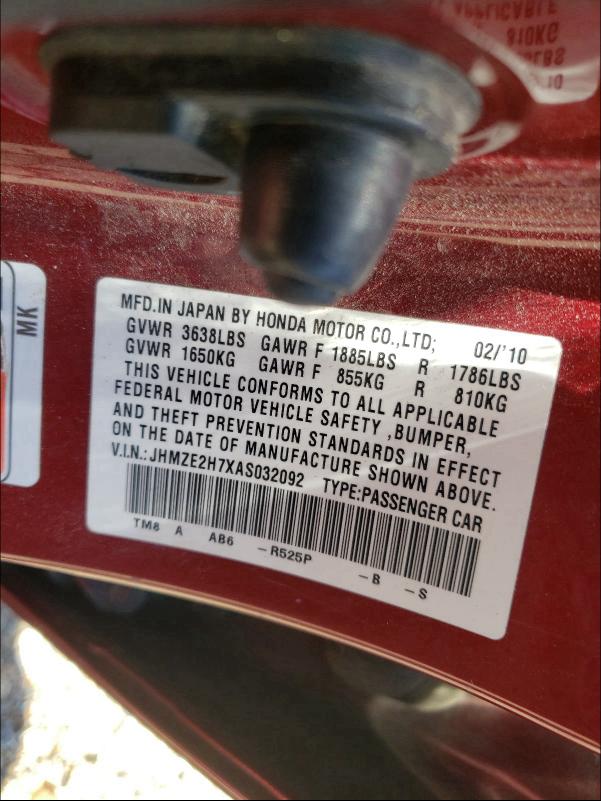 APPLICABLE
810KG
MK
MFD.IN JAPAN BY HONDA MOTOR CO.,LTD; 02/'10
GVWR 3638LBS GAWR F 1885LBS R 1786LBS
GVWR 1650KG GAWR F 855KG R 810KG
THIS VEHICLE CONFORMS TO ALL APPLICABLE
FEDERAL MOTOR VEHICLE SAFETY ,BUMPER,
AND THEFT PREVENTION STANDARDS IN EFFECT
ON THE DATE OF MANUFACTURE SHOWN ABOVE.
V.I.N.:JHMZE2H7XAS032092 TYPE:PASSENGER CAR
TM8 A AB6 -R525P -B -S